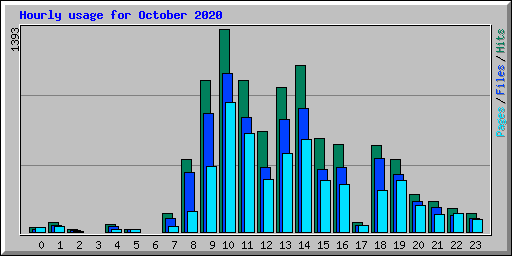 Hourly usage for October 2020
1393
Pages/Files/Hits
0 1 2 3 4 5 6 7 8 9 10 11 12 13 14 15 16 17 18 19 20 21 22 23